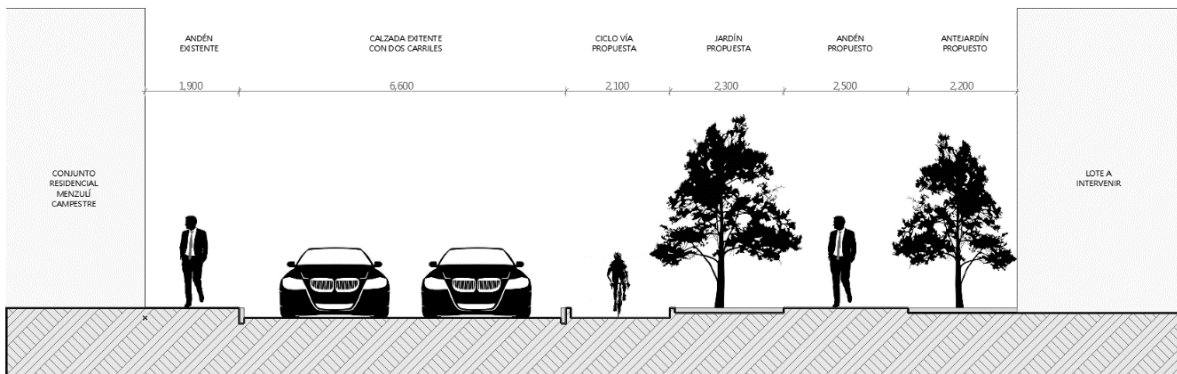 ANDÉN
EXISTENTE
CALZADA EXITENTE
CON DOS CARRILES
CICLO VÍA
PROPUESTA
JARDÍN
PROPUESTA
ANDÉN
PROPUESTO
ANTEJARDÍN
PROPUESTO
1,900
6,600
2,100
2,300
2,500
2,200
CONJUNTO
RESIDENCIAL
MENZULÍ
CAMPESTRE
LOTE A
INTERVENIR